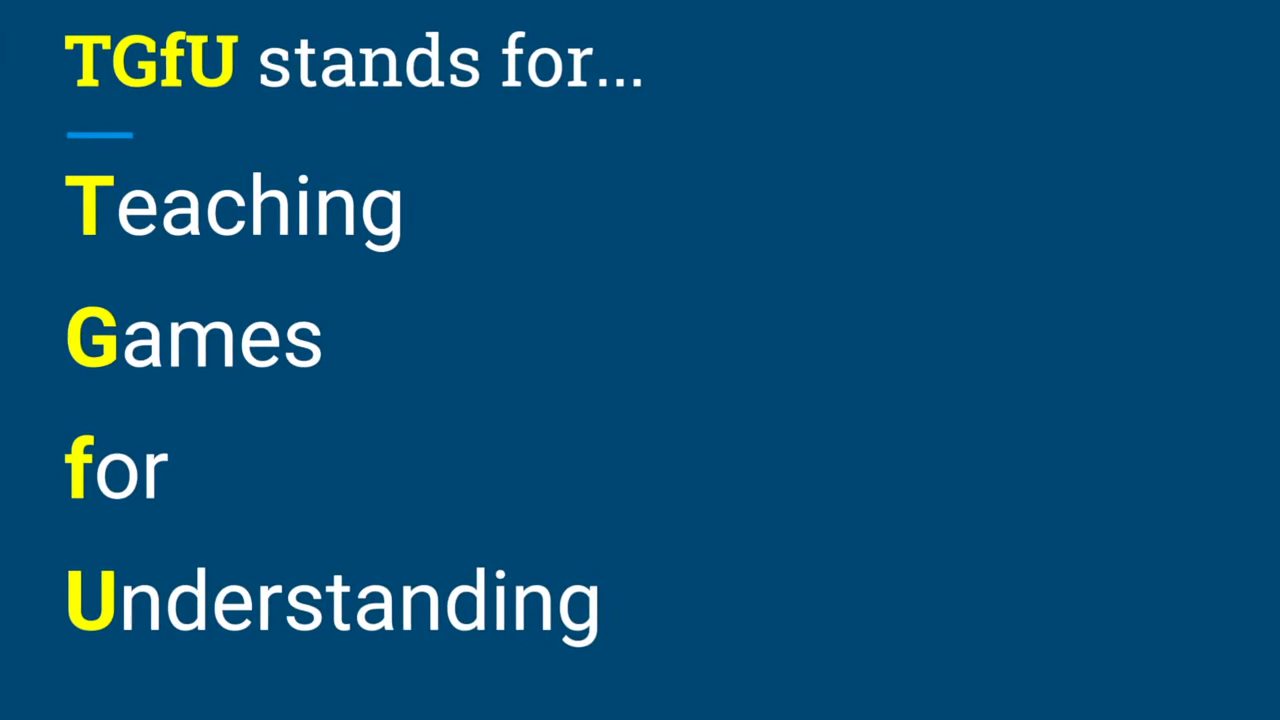 TGfU stands for...
Teaching
Games
for
Understanding